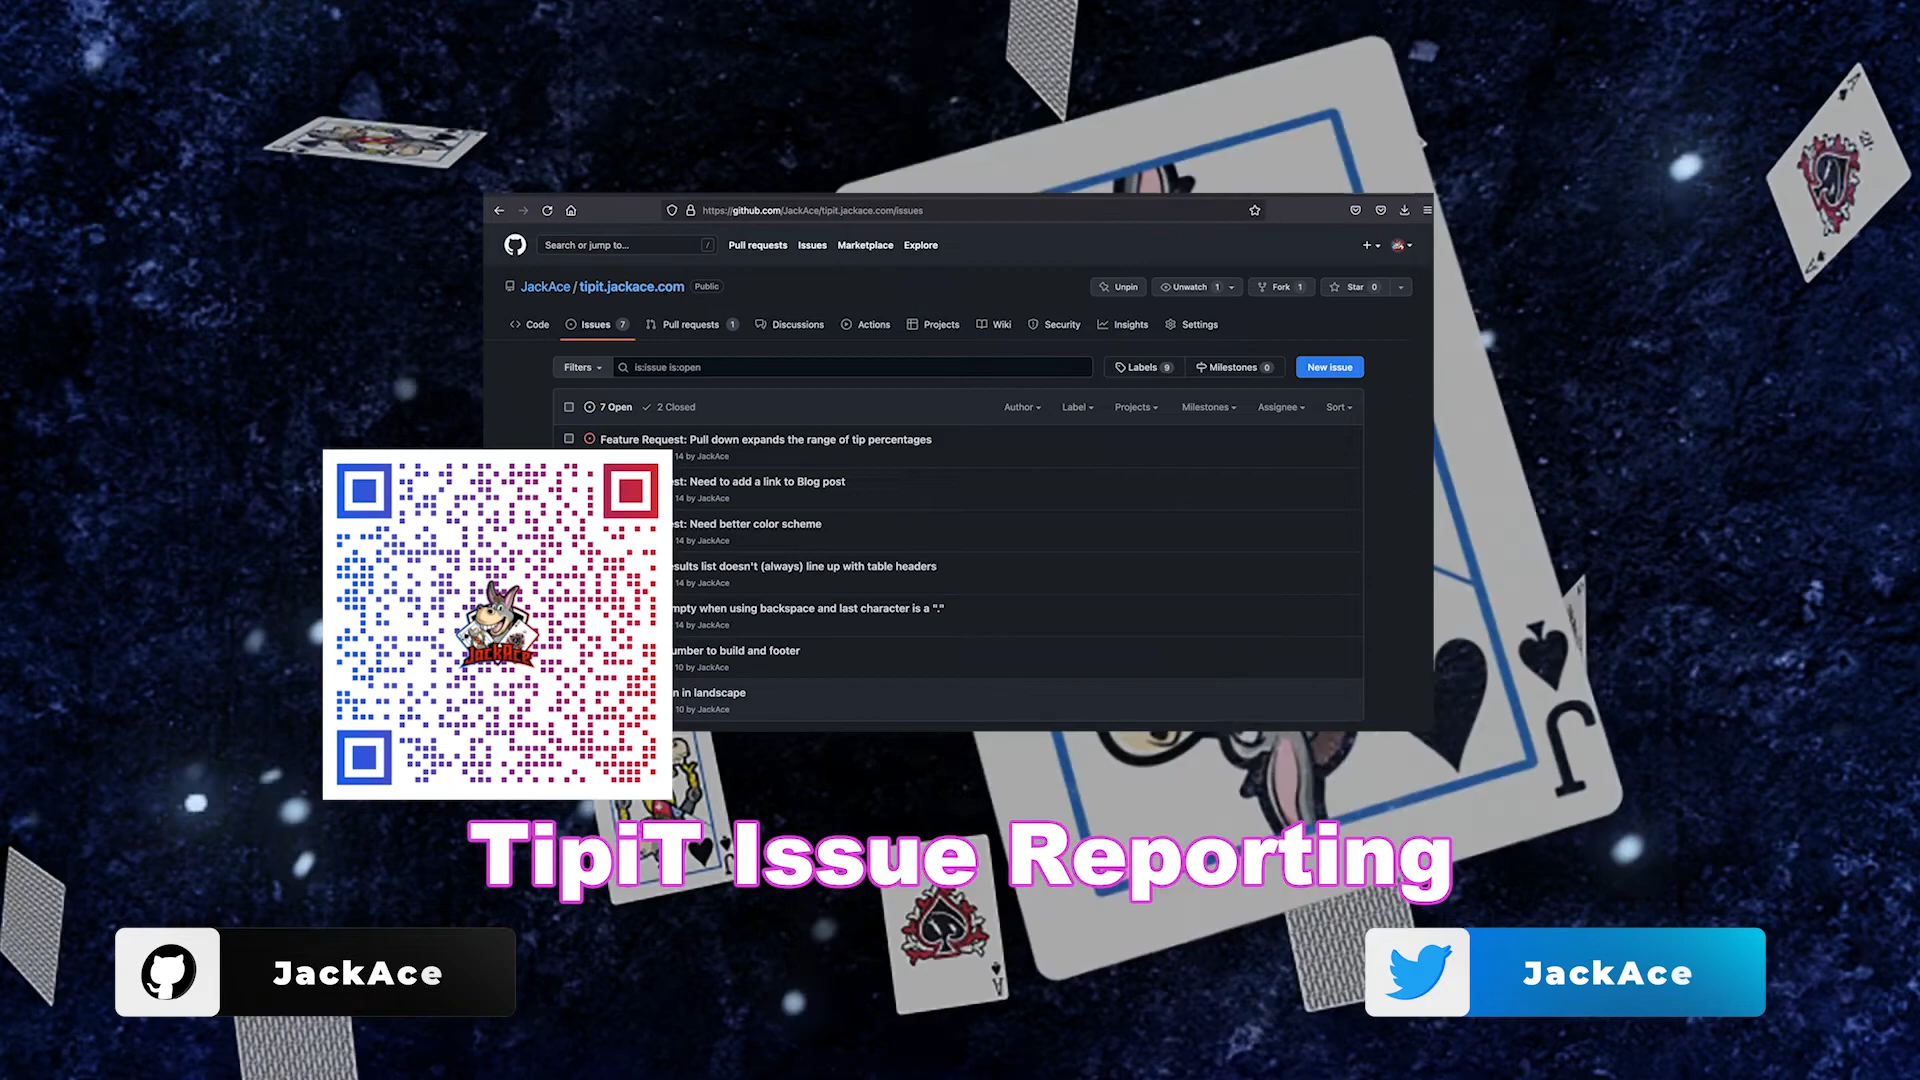 https://github.com/JackAce/tipit.jackace.com/issues
Search or jump to... /
Pull requests Issues Marketplace Explore
JackAce / tipit.jackace.com Public
Unpin Unwatch 1 Fork 1 Star 0
Code Issues 7 Pull requests 1 Discussions Actions Projects Wiki Security Insights Settings
Filters is:issue is:open Labels 9 Milestones 0 New issue
7 Open 2 Closed Author Label Projects Milestones Assignee Sort
Feature Request: Pull down expands the range of tip percentages
14 by JackAce
est: Need to add a link to Blog post
14 by JackAce
est: Need better color scheme
14 by JackAce
esults list doesn't (always) line up with table headers
14 by JackAce
mpty when using backspace and last character is a "."
14 by JackAce
umber to build and footer
10 by JackAce
n in landscape
10 by JackAce
JackAce
J
A
TipiT Issue Reporting
JackAce
JackAce